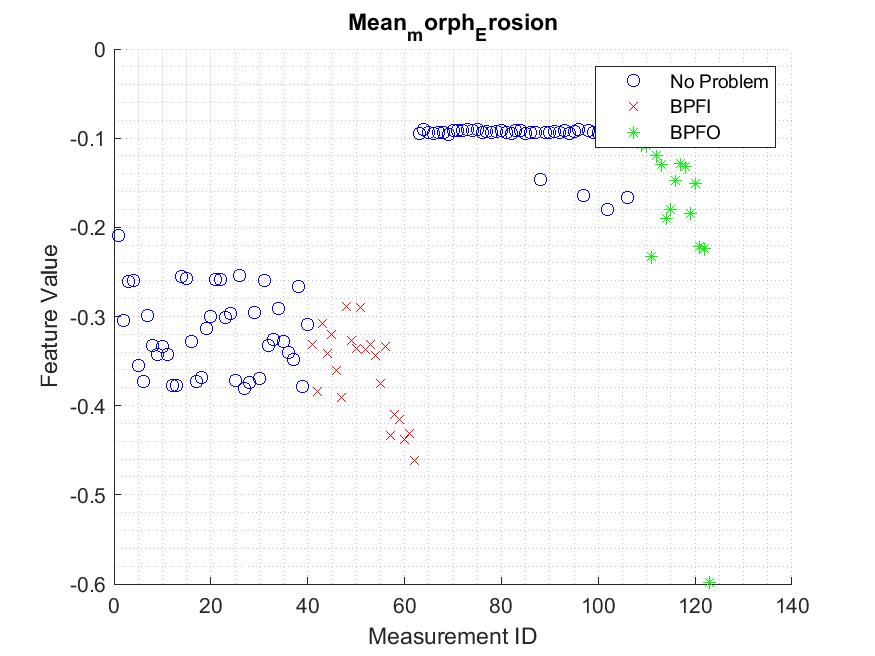 Mean_morph_Erosion
No Problem
BPFI
BPFO
0
-0.1
-0.2
-0.3
-0.4
-0.5
-0.6
Feature Value
0 20 40 60 80 100 120 140
Measurement ID